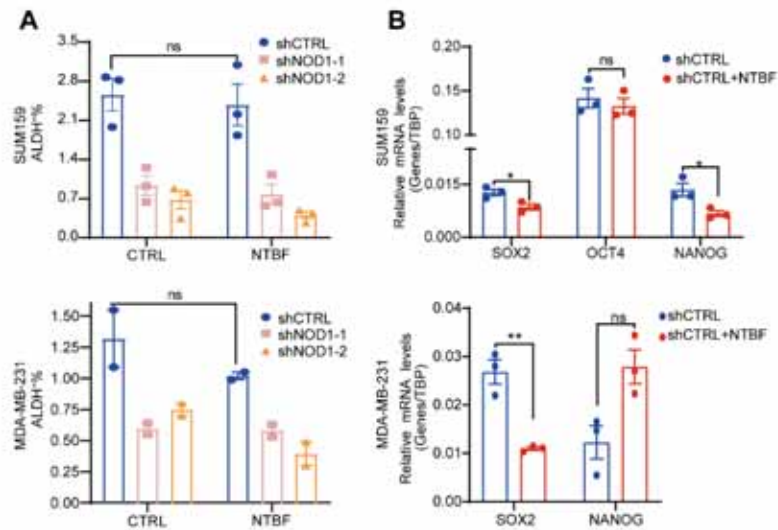 A
SUM159
ALDH⁺%
3.5
2.8
2.1
1.4
0.7
0.0
ns
shCTRL
shNOD1-1
shNOD1-2
CTRL
NTBF
B
SUM159
Relative mRNA levels
(Genes/TBP)
0.20
0.15
0.10
0.015
0.000
ns
*
*
shCTRL
shCTRL+NTBF
SOX2
OCT4
NANOG
MDA-MB-231
ALDH⁺%
1.50
1.25
1.00
0.75
0.50
0.25
0.00
ns
shCTRL
shNOD1-1
shNOD1-2
CTRL
NTBF
MDA-MB-231
Relative mRNA levels
(Genes/TBP)
0.04
0.03
0.02
0.01
0.00
**
ns
shCTRL
shCTRL+NTBF
SOX2
NANOG